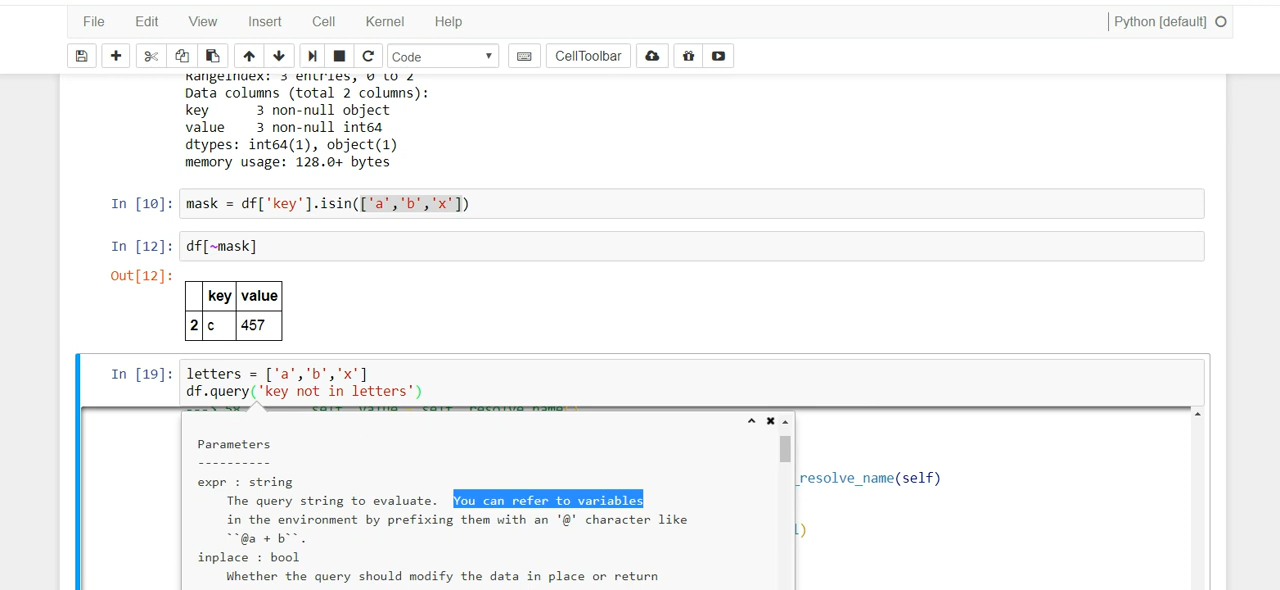 File Edit View Insert Cell Kernel Help Python [default]
Code CellToolbar
RangeIndex: 3 entries, 0 to 2
Data columns (total 2 columns):
key 3 non-null object
value 3 non-null int64
dtypes: int64(1), object(1)
memory usage: 128.0+ bytes
In [10]: mask = df['key'].isin(['a','b','x'])
In [12]: df[~mask]
Out[12]:
key value
2 c 457
In [19]: letters = ['a','b','x']
df.query('key not in letters')
Parameters
----------
expr : string
_resolve_name(self)
The query string to evaluate. You can refer to variables
in the environment by prefixing them with an '@' character like
``@a + b``.
inplace : bool
Whether the query should modify the data in place or return